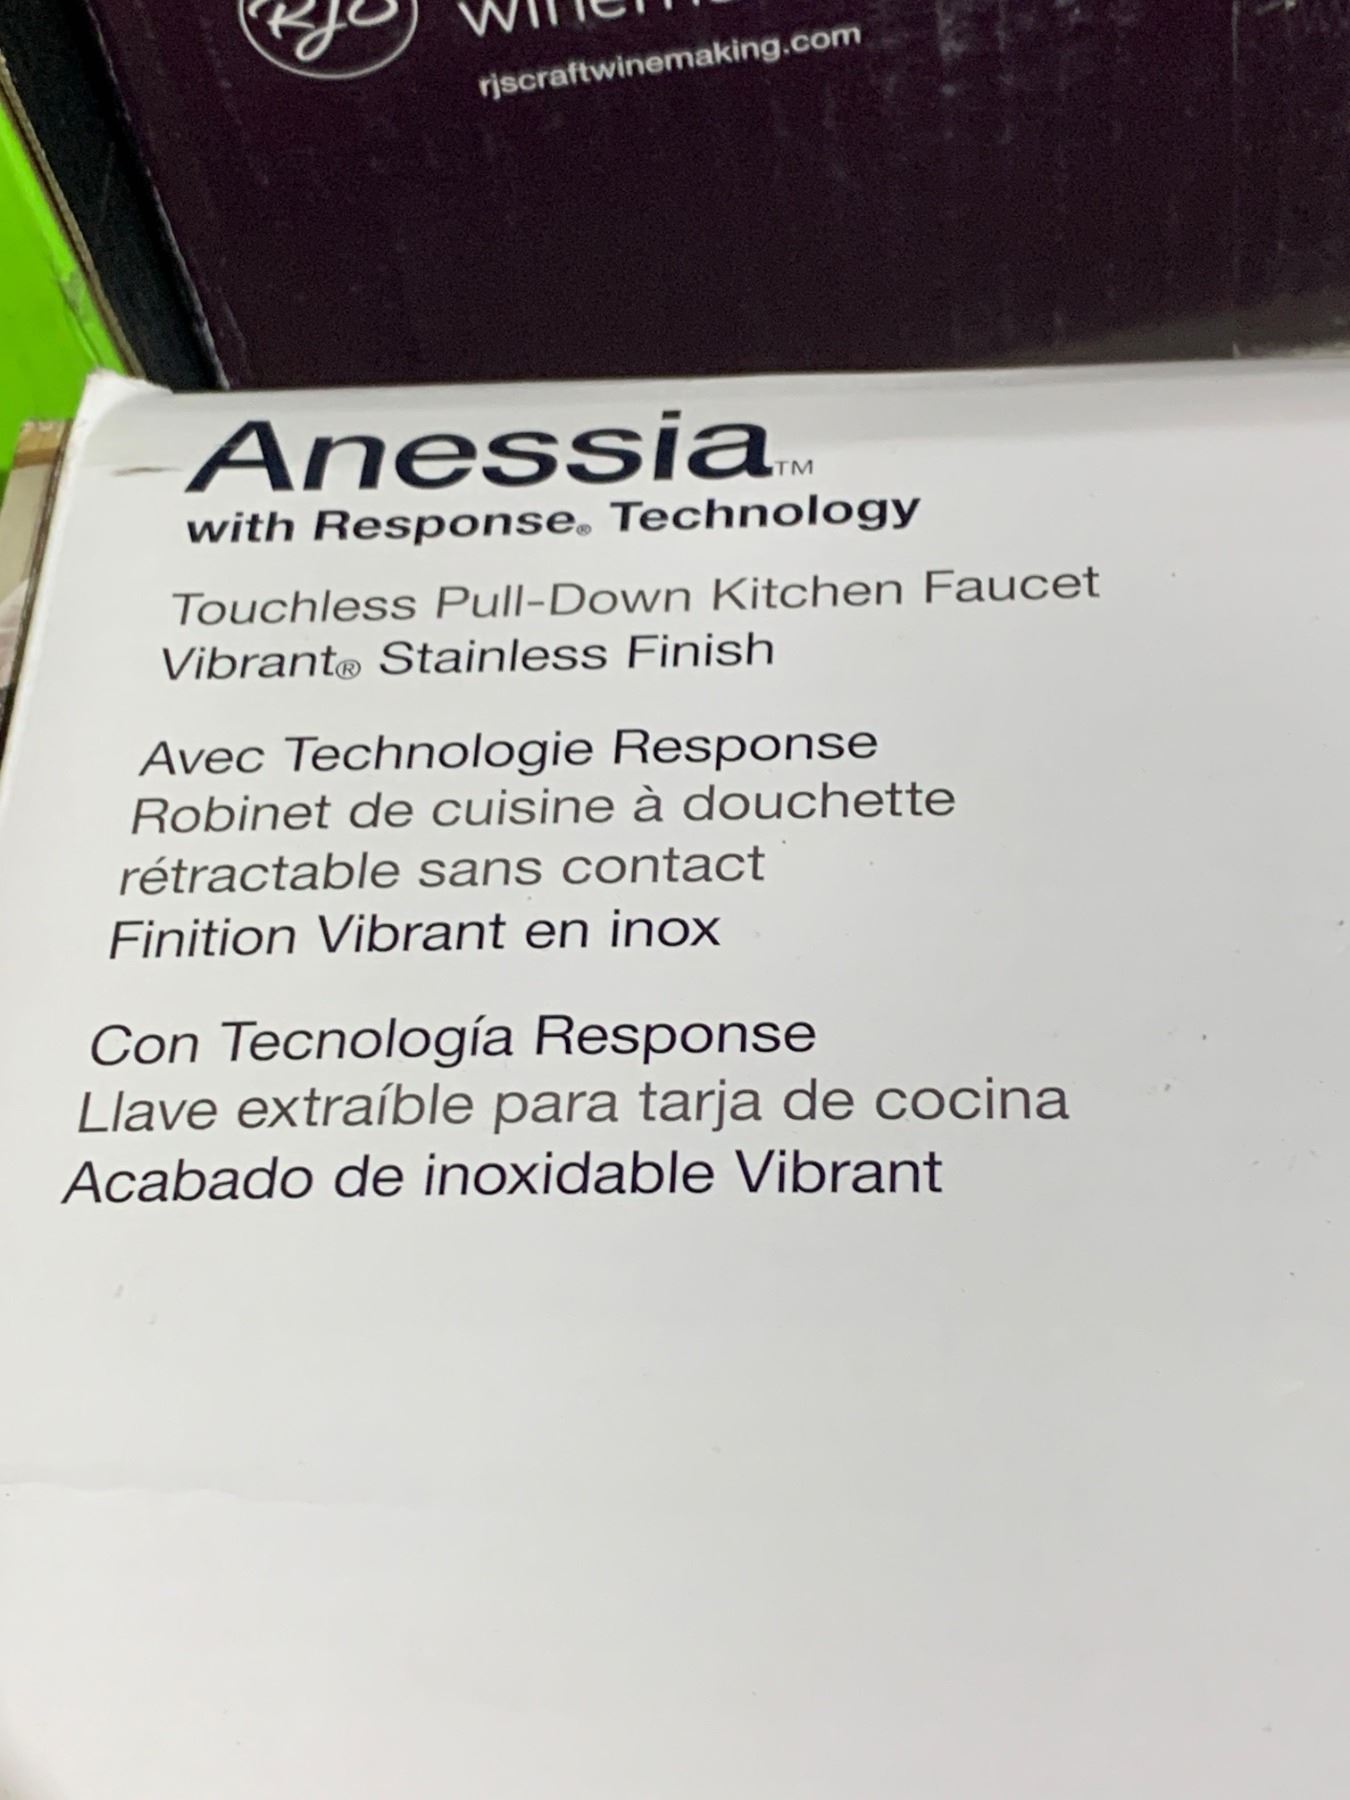 RJS
rjscraftwinemaking.com
Anessia™
with Response® Technology
Touchless Pull-Down Kitchen Faucet
Vibrant® Stainless Finish
Avec Technologie Response
Robinet de cuisine à douchette
rétractable sans contact
Finition Vibrant en inox
Con Tecnología Response
Llave extraíble para tarja de cocina
Acabado de inoxidable Vibrant